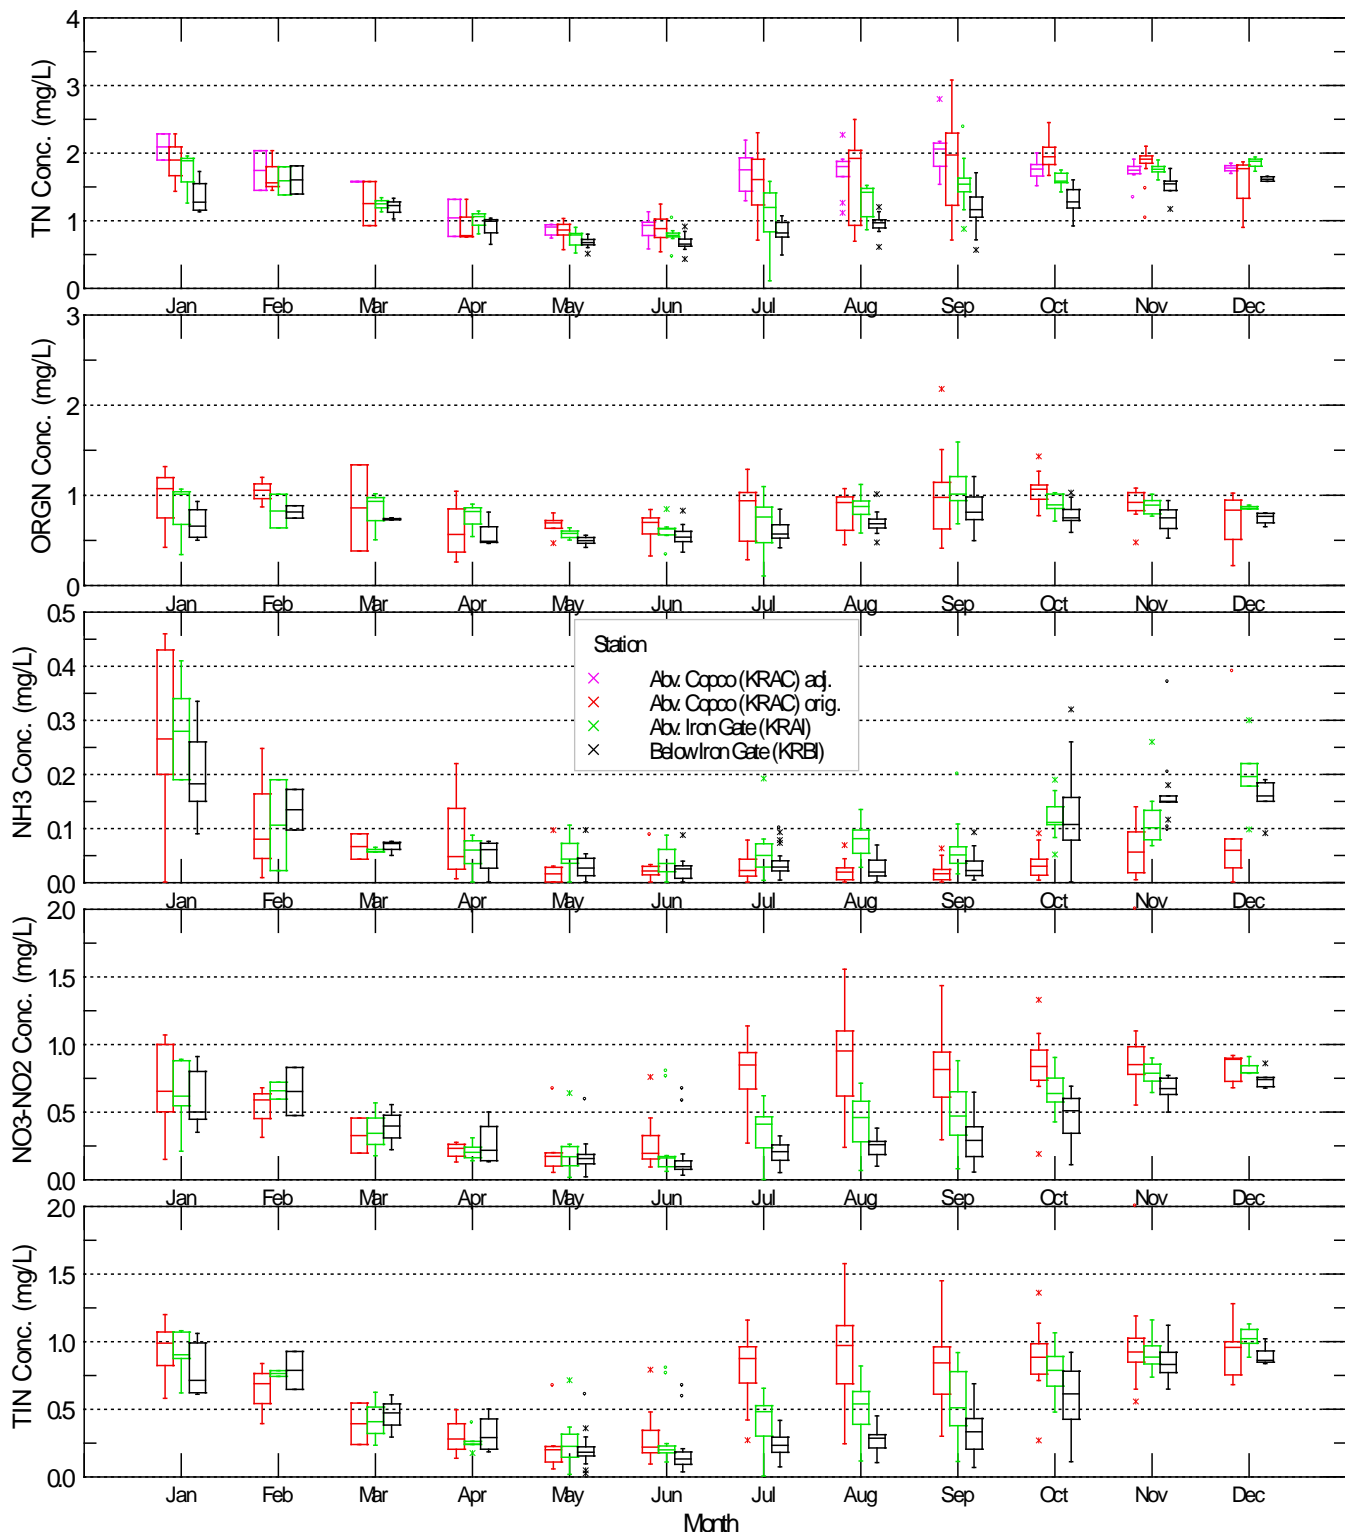 TN Conc. (mg/L)
4
3
2
1
0
Jan Feb Mar Apr May Jun Jul Aug Sep Oct Nov Dec
ORGN Conc. (mg/L)
3
2
1
0
Jan Feb Mar Apr May Jun Jul Aug Sep Oct Nov Dec
NH3 Conc. (mg/L)
0.5
0.4
0.3
0.2
0.1
0.0
Station
Abv. Copco (KRAC) adj.
Abv. Copco (KRAC) orig.
Abv. Iron Gate (KRAI)
Below Iron Gate (KRBI)
Jan Feb Mar Apr May Jun Jul Aug Sep Oct Nov Dec
NO3-NO2 Conc. (mg/L)
2.0
1.5
1.0
0.5
0.0
Jan Feb Mar Apr May Jun Jul Aug Sep Oct Nov Dec
TIN Conc. (mg/L)
2.0
1.5
1.0
0.5
0.0
Jan Feb Mar Apr May Jun Jul Aug Sep Oct Nov Dec
Month